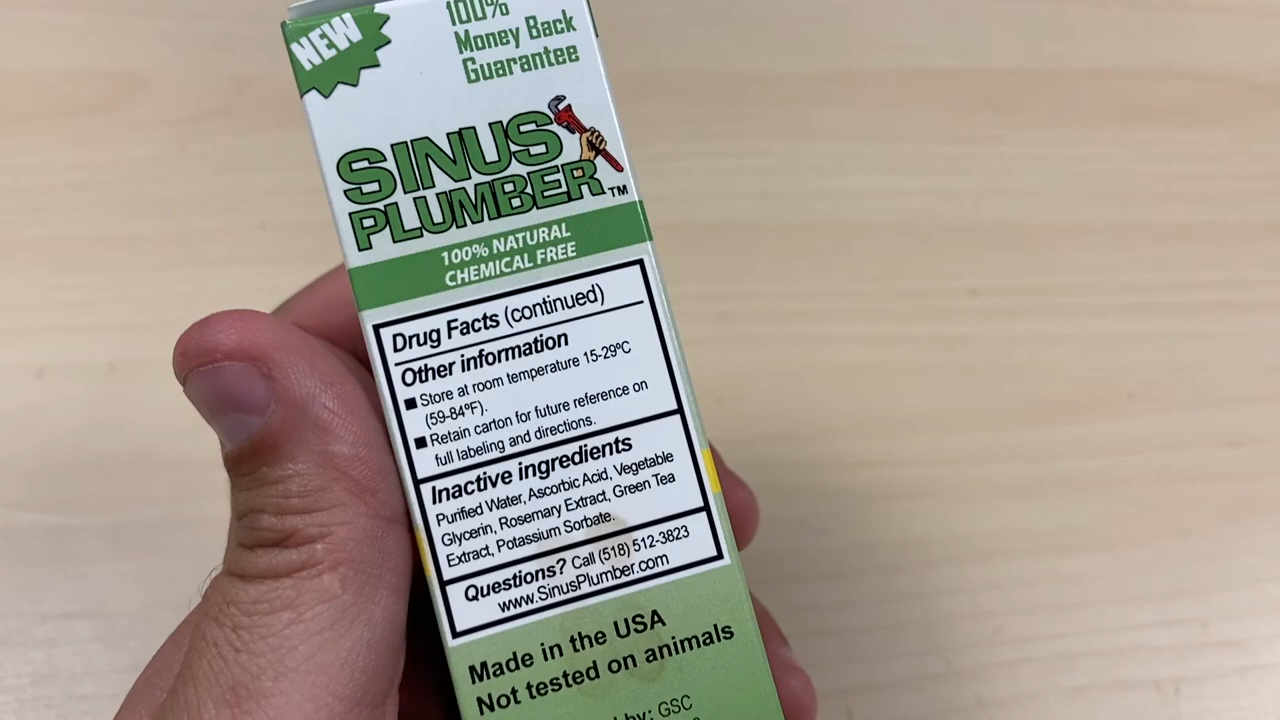 NEW
100%
Money Back
Guarantee
SINUS
PLUMBER™
100% NATURAL
CHEMICAL FREE
Drug Facts (continued)
Other information
■ Store at room temperature 15-29ºC
(59-84ºF).
■ Retain carton for future reference on
full labeling and directions.
Inactive ingredients
Purified Water, Ascorbic Acid, Vegetable
Glycerin, Rosemary Extract, Green Tea
Extract, Potassium Sorbate.
Questions? Call (518) 512-3823
www.SinusPlumber.com
Made in the USA
Not tested on animals
by: GSC